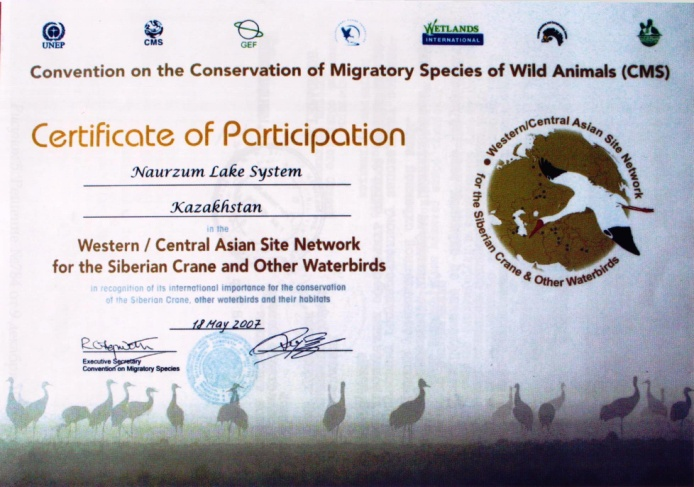 UNEP
CMS
GEF
WETLANDS
INTERNATIONAL
Convention on the Conservation of Migratory Species of Wild Animals (CMS)
Certificate of Participation
Naurzum Lake System
Kazakhstan
in the
Western / Central Asian Site Network
for the Siberian Crane and Other Waterbirds
in recognition of its international importance for the conservation
of the Siberian Crane, other waterbirds and their habitats
18 May 2007
Executive Secretary
Convention on Migratory Species
Western/Central Asian Site Network
for the Siberian Crane & Other Waterbirds